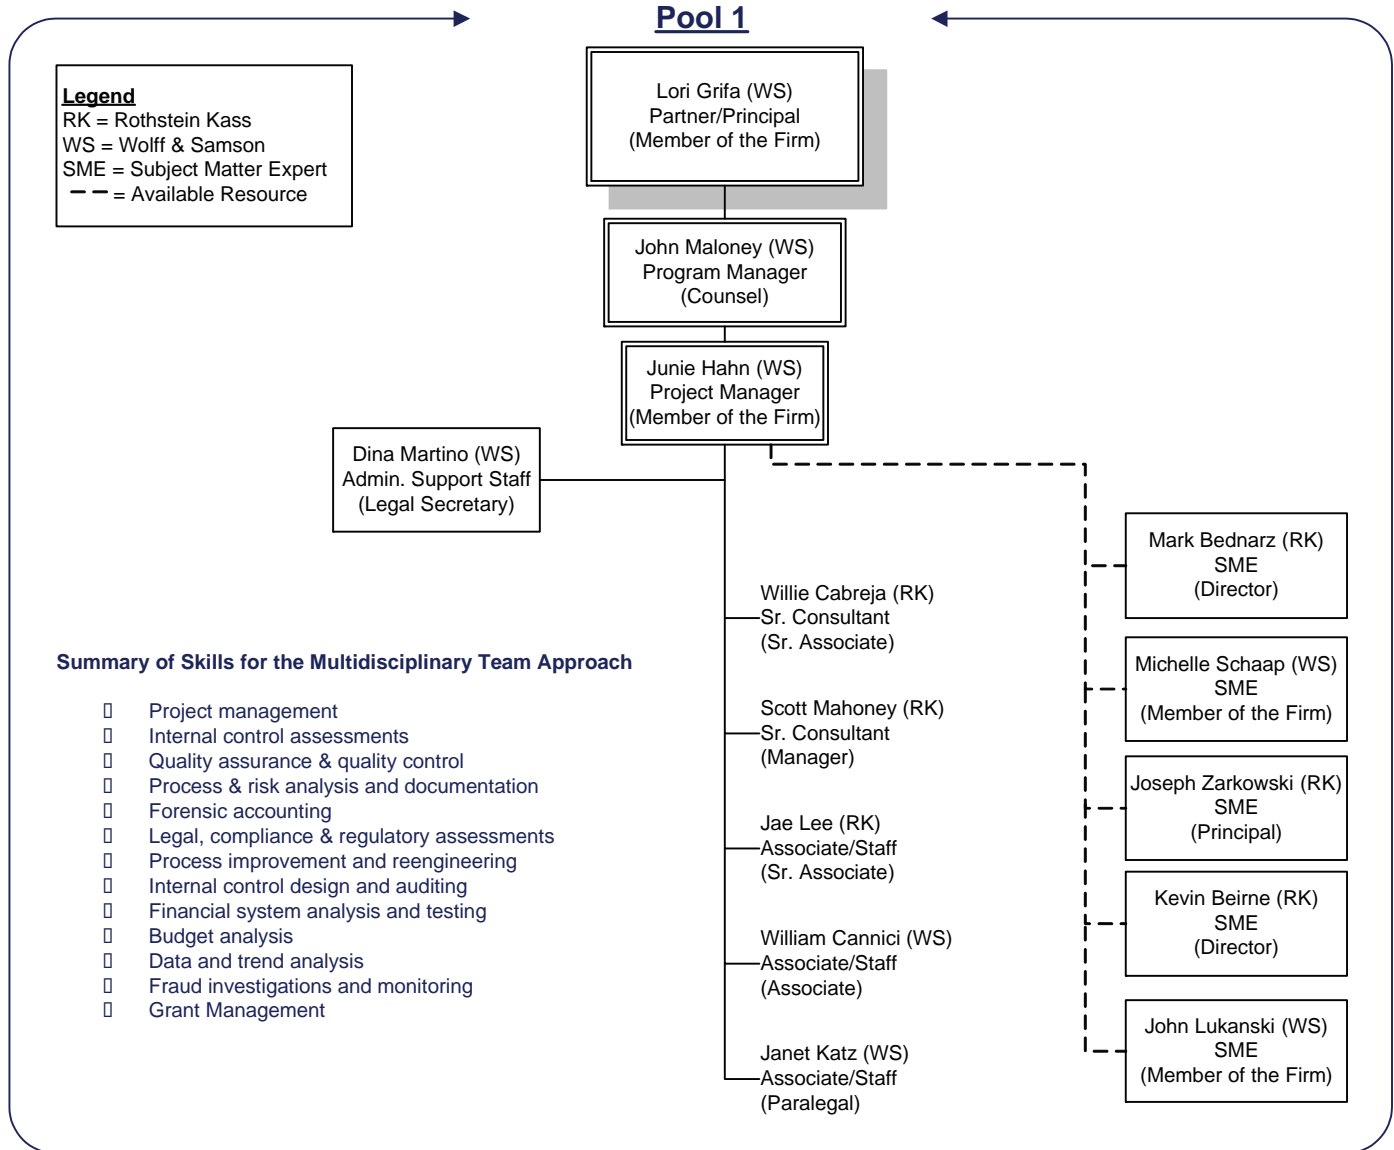 Pool 1
Legend
RK = Rothstein Kass
WS = Wolff & Samson
SME = Subject Matter Expert
= Available Resource
Lori Grifa (WS)
Partner/Principal
(Member of the Firm)
John Maloney (WS)
Program Manager
(Counsel)
Junie Hahn (WS)
Project Manager
(Member of the Firm)
Dina Martino (WS)
Admin. Support Staff
(Legal Secretary)
Willie Cabreja (RK)
Sr. Consultant
(Sr. Associate)
Scott Mahoney (RK)
Sr. Consultant
(Manager)
Jae Lee (RK)
Associate/Staff
(Sr. Associate)
William Cannici (WS)
Associate/Staff
(Associate)
Janet Katz (WS)
Associate/Staff
(Paralegal)
Mark Bednarz (RK)
SME
(Director)
Michelle Schaap (WS)
SME
(Member of the Firm)
Joseph Zarkowski (RK)
SME
(Principal)
Kevin Beirne (RK)
SME
(Director)
John Lukanski (WS)
SME
(Member of the Firm)
Summary of Skills for the Multidisciplinary Team Approach
Project management
Internal control assessments
Quality assurance & quality control
Process & risk analysis and documentation
Forensic accounting
Legal, compliance & regulatory assessments
Process improvement and reengineering
Internal control design and auditing
Financial system analysis and testing
Budget analysis
Data and trend analysis
Fraud investigations and monitoring
Grant Management